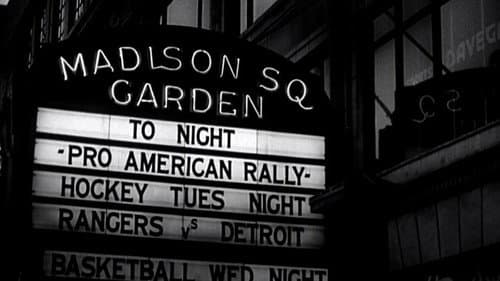 MADISON SQ
GARDEN
TO NIGHT
-PRO AMERICAN RALLY-
HOCKEY TUES NIGHT
RANGERS Vs DETROIT
BASKETBALL WED NIGHT